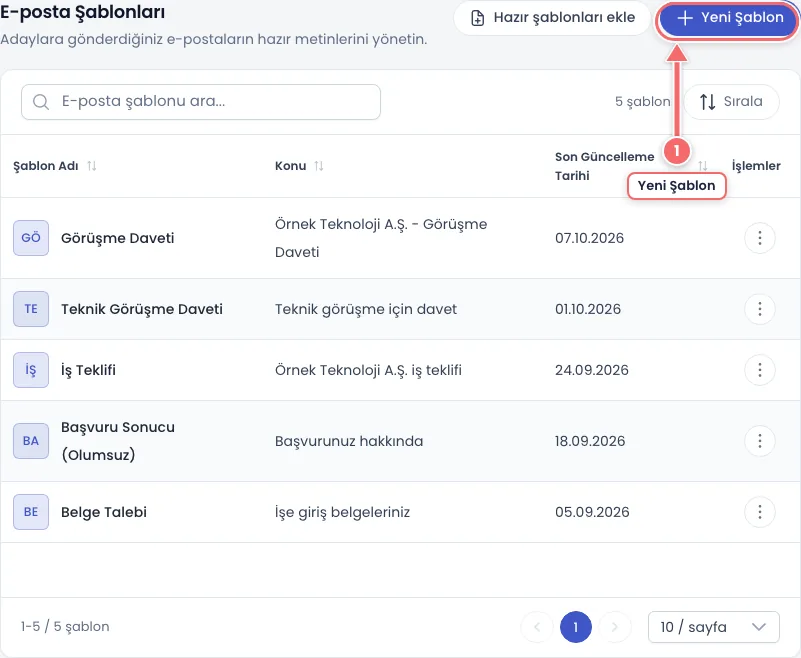 E-posta Şablonları
Adaylara gönderdiğiniz e-postaların hazır metinlerini yönetin.
Hazır şablonları ekle
Yeni Şablon
E-posta şablonu ara...
5 şablon
Sırala
1
Yeni Şablon
Şablon Adı
Konu
Son Güncelleme
Tarihi
İşlemler
GÖ
Görüşme Daveti
Örnek Teknoloji A.Ş. - Görüşme
Daveti
07.10.2026
TE
Teknik Görüşme Daveti
Teknik görüşme için davet
01.10.2026
İŞ
İş Teklifi
Örnek Teknoloji A.Ş. iş teklifi
24.09.2026
BA
Başvuru Sonucu
(Olumsuz)
Başvurunuz hakkında
18.09.2026
BE
Belge Talebi
İşe giriş belgeleriniz
05.09.2026
1-5 / 5 şablon
1
10 / sayfa